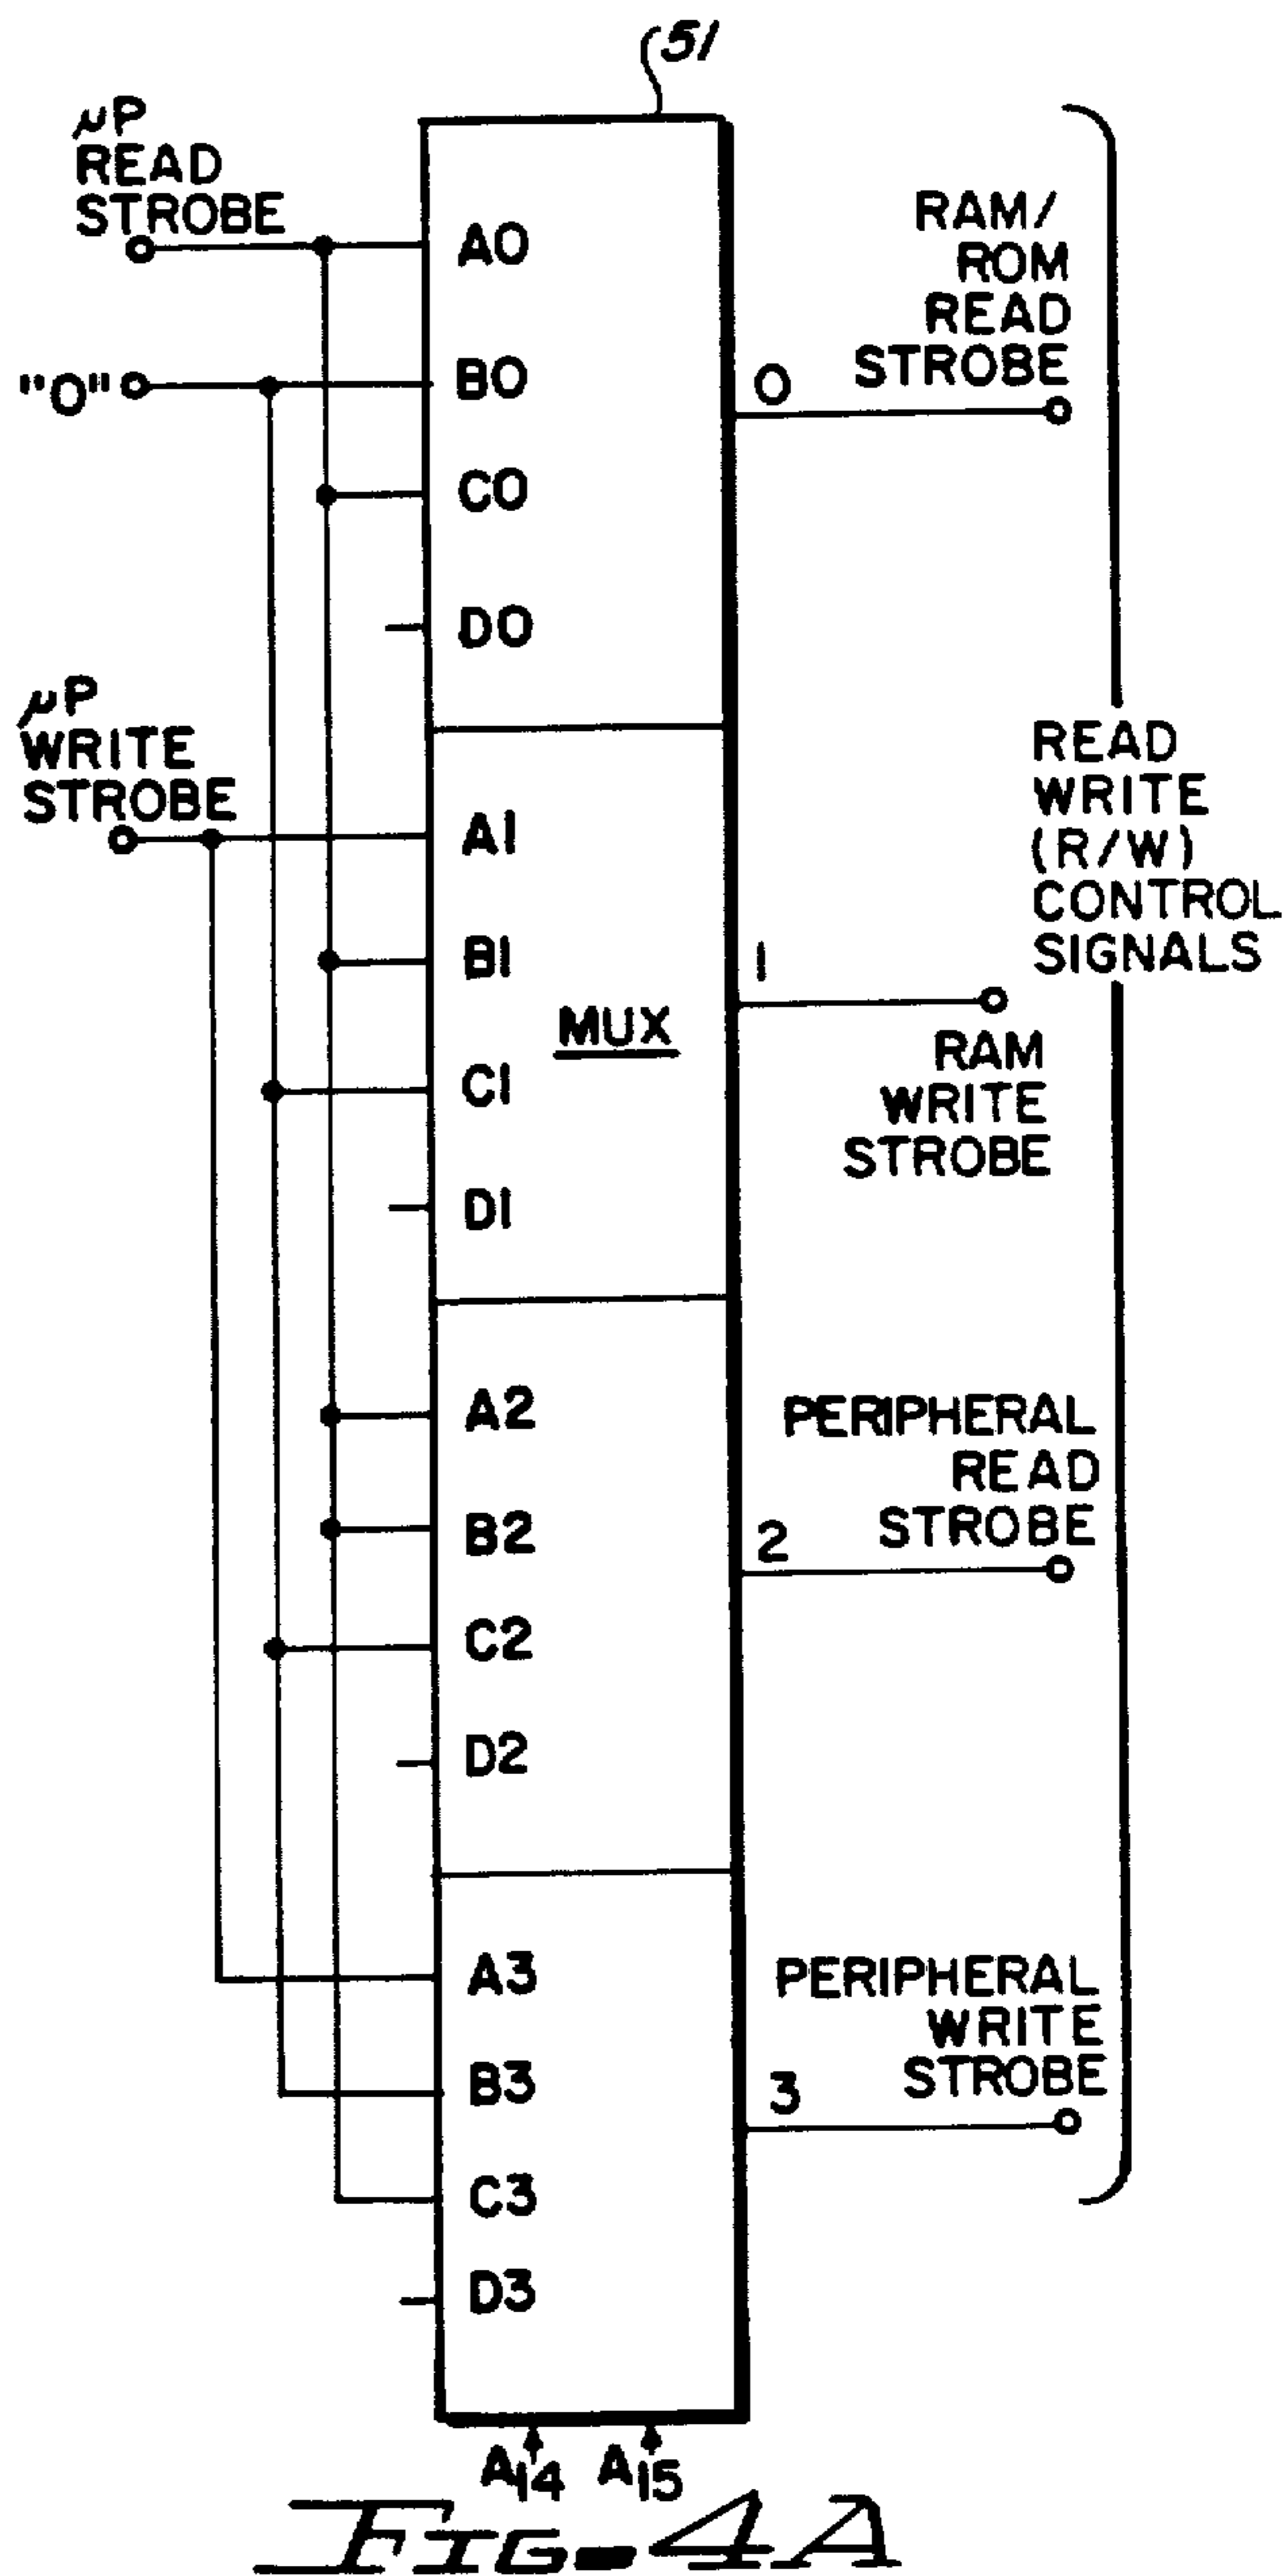 51
μP
READ
STROBE
"0"
μP
WRITE
STROBE
A0
B0
C0
D0
A1
B1
C1
D1
MUX
A2
B2
C2
D2
A3
B3
C3
D3
0
RAM/
ROM
READ
STROBE
1
RAM
WRITE
STROBE
2
PERIPHERAL
READ
STROBE
3
PERIPHERAL
WRITE
STROBE
READ
WRITE
(R/W)
CONTROL
SIGNALS
A14 A15
FIG-4A